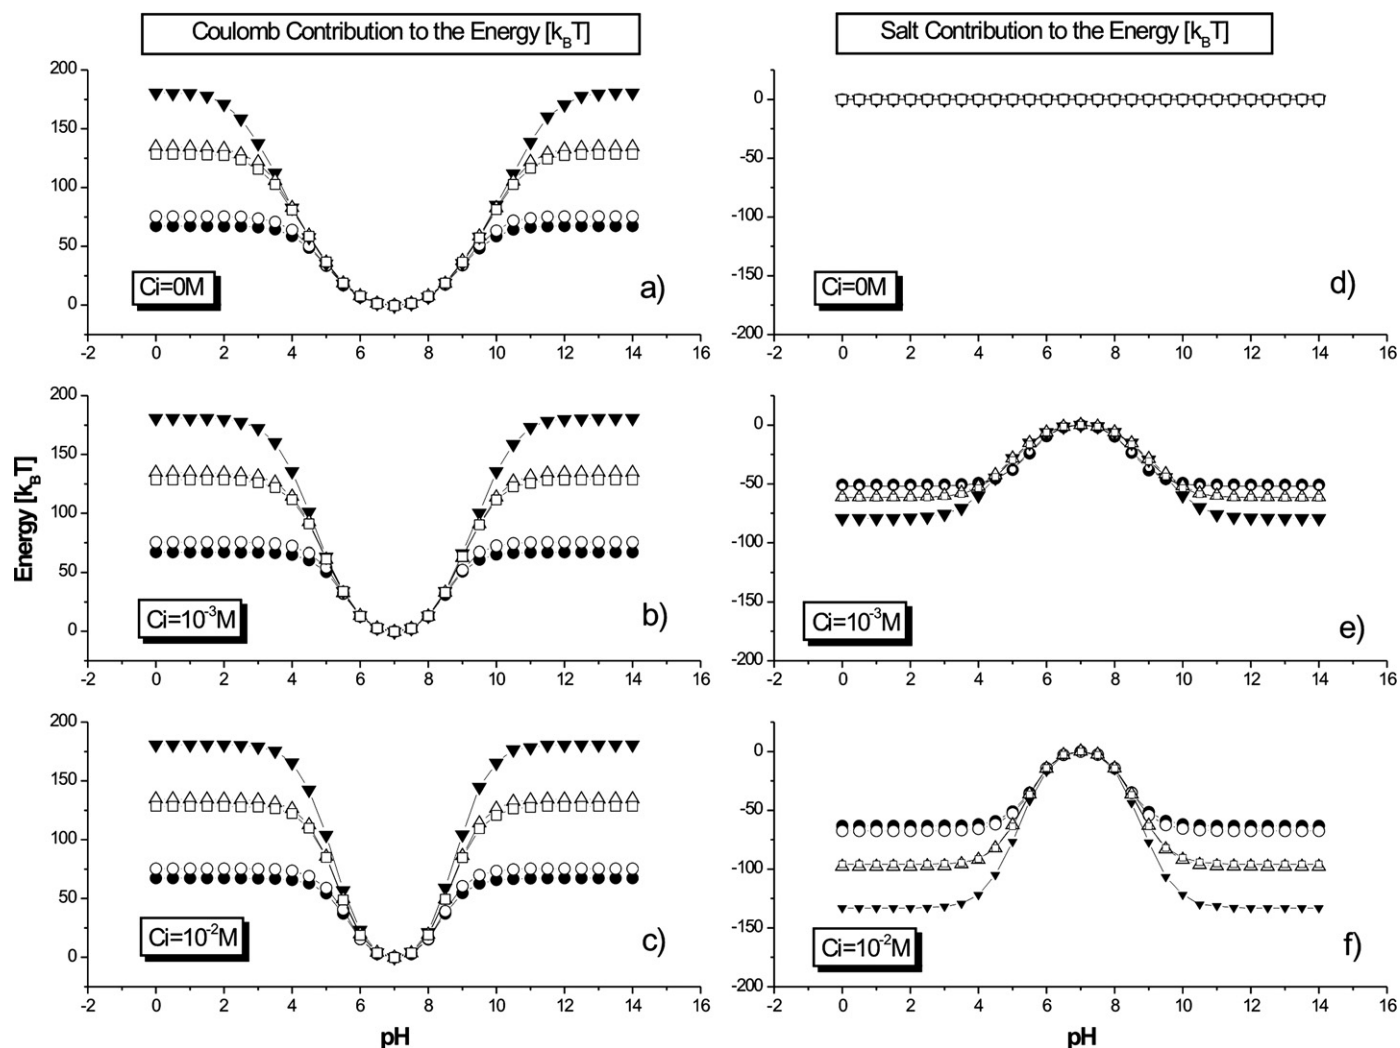 Coulomb Contribution to the Energy [k_BT]
Salt Contribution to the Energy [k_BT]
200
150
100
50
0
Ci=0M
a)
-2 0 2 4 6 8 10 12 14 16
0
-50
-100
-150
-200
Ci=0M
d)
-2 0 2 4 6 8 10 12 14 16
Energy [k_BT]
200
150
100
50
0
Ci=10^-3M
b)
-2 0 2 4 6 8 10 12 14 16
0
-50
-100
-150
-200
Ci=10^-3M
e)
-2 0 2 4 6 8 10 12 14 16
200
150
100
50
0
Ci=10^-2M
c)
-2 0 2 4 6 8 10 12 14 16
pH
0
-50
-100
-150
-200
Ci=10^-2M
f)
-2 0 2 4 6 8 10 12 14 16
pH